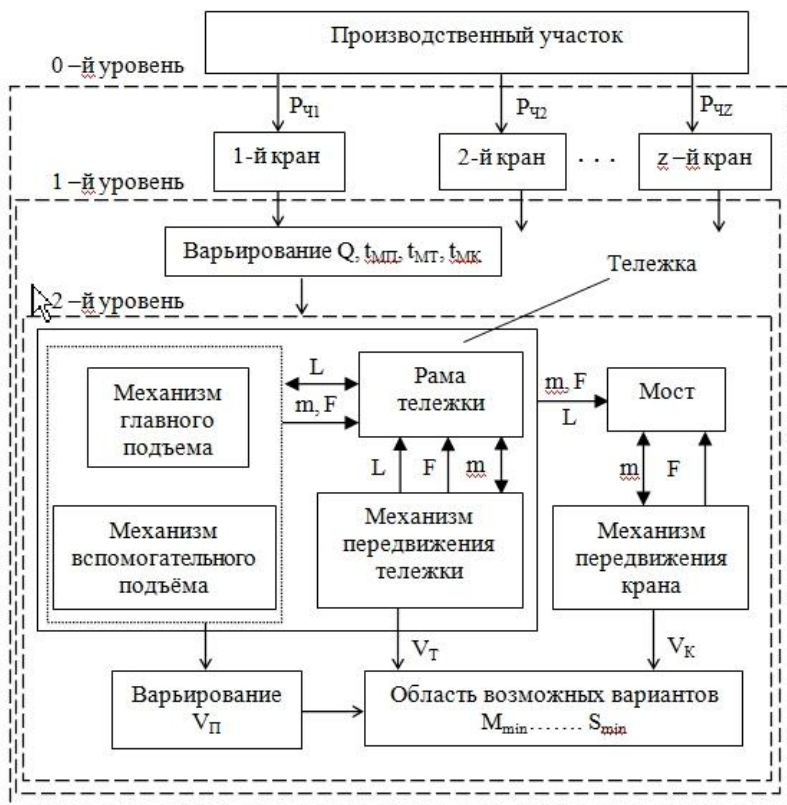 Производственный участок
0 –й уровень
РЧ1
РЧ2
РЧZ
1-й кран
2-й кран
. . .
z –й кран
1 –й уровень
Варьирование Q, tМП, tМТ, tМК
Тележка
2 –й уровень
Механизм
главного
подъема
L
m, F
Рама
тележки
m, F
L
Мост
L
F
m
m
F
Механизм
вспомогательного
подъёма
Механизм
передвижения
тележки
Механизм
передвижения
крана
VТ
VК
Варьирование
VП
Область возможных вариантов
Mmin....... Smin